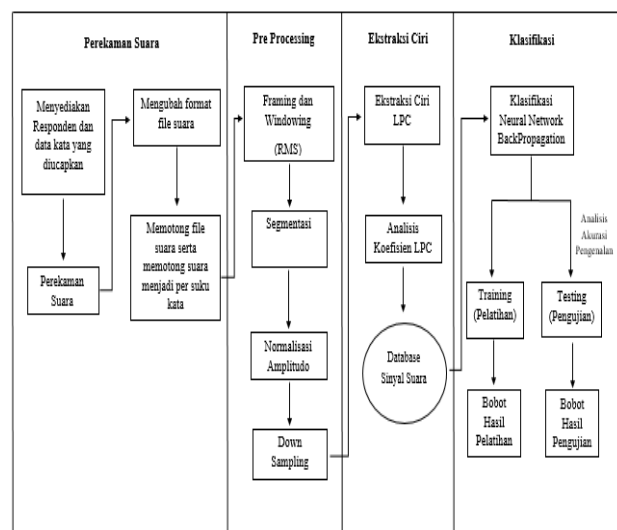 Perekaman Suara
Menyediakan
Responden dan
data kata yang
diucapkan
Perekaman
Suara
Mengubah format
file suara
Memotong file
suara serta
memotong suara
menjadi per suku
kata
Pre Processing
Framing dan
Windowing
(RMS)
Segmentasi
Normalisasi
Amplitudo
Down
Sampling
Ekstraksi Ciri
Ekstraksi Ciri
LPC
Analisis
Koefisien LPC
Database
Sinyal Suara
Klasifikasi
Klasifikasi
Neural Network
BackPropagation
Analisis
Akurasi
Pengenalan
Training
(Pelatihan)
Testing
(Pengujian)
Bobot
Hasil
Pelatihan
Bobot
Hasil
Pengujian